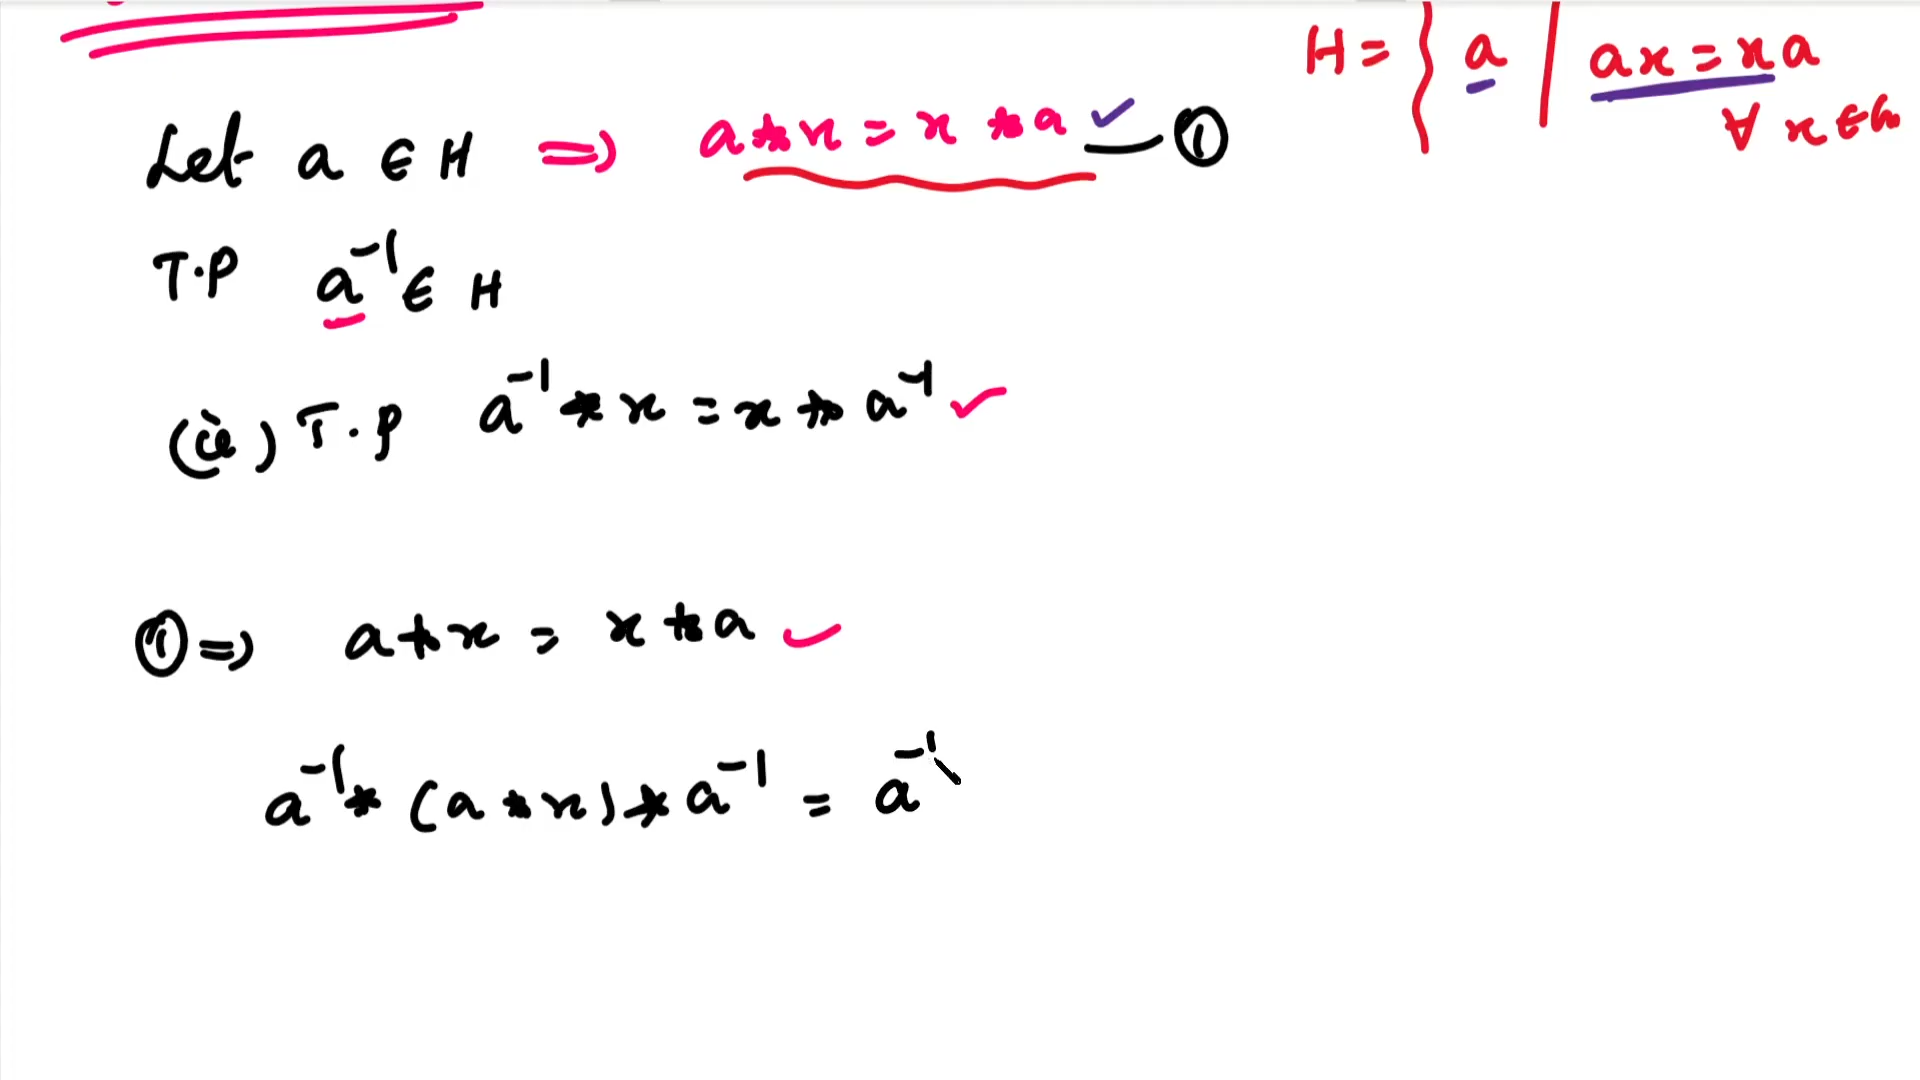 H = { a | ax = xa
∀ x ∈ G
Let a ∈ H ⇒ a * x = x * a — ①
T.P a⁻¹ ∈ H
(ie) T.P a⁻¹ * x = x * a⁻¹
① ⇒ a * x = x * a
a⁻¹ * (a * x) * a⁻¹ = a⁻¹